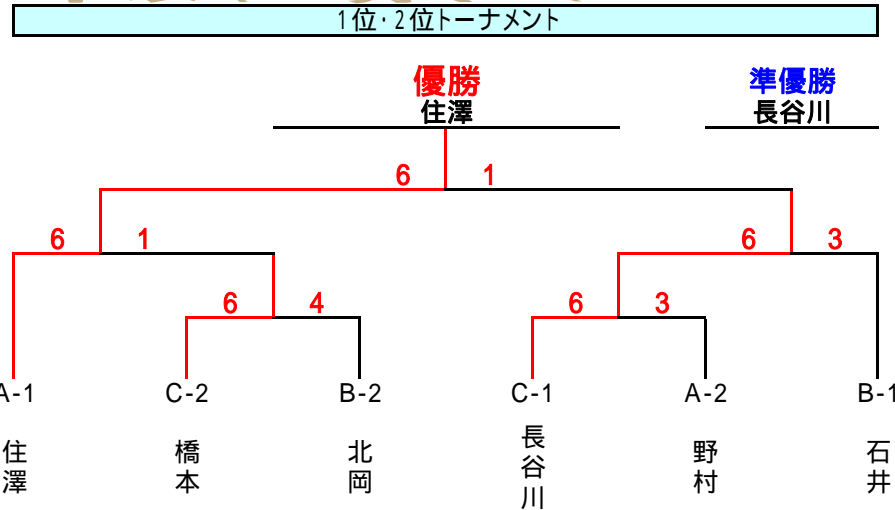 1位・2位トーナメント
優勝
準優勝
住澤
長谷川
6 1
6 1
6 3
6 4
6 3
A-1
C-2
B-2
C-1
A-2
B-1
住澤
橋本
北岡
長谷川
野村
石井